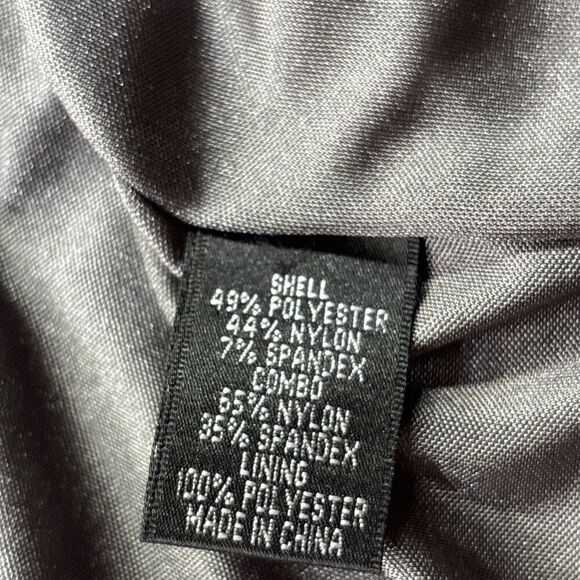 SHELL
49% POLYESTER
44% NYLON
7% SPANDEX
COMBO
65% NYLON
35% SPANDEX
LINING
100% POLYESTER
MADE IN CHINA